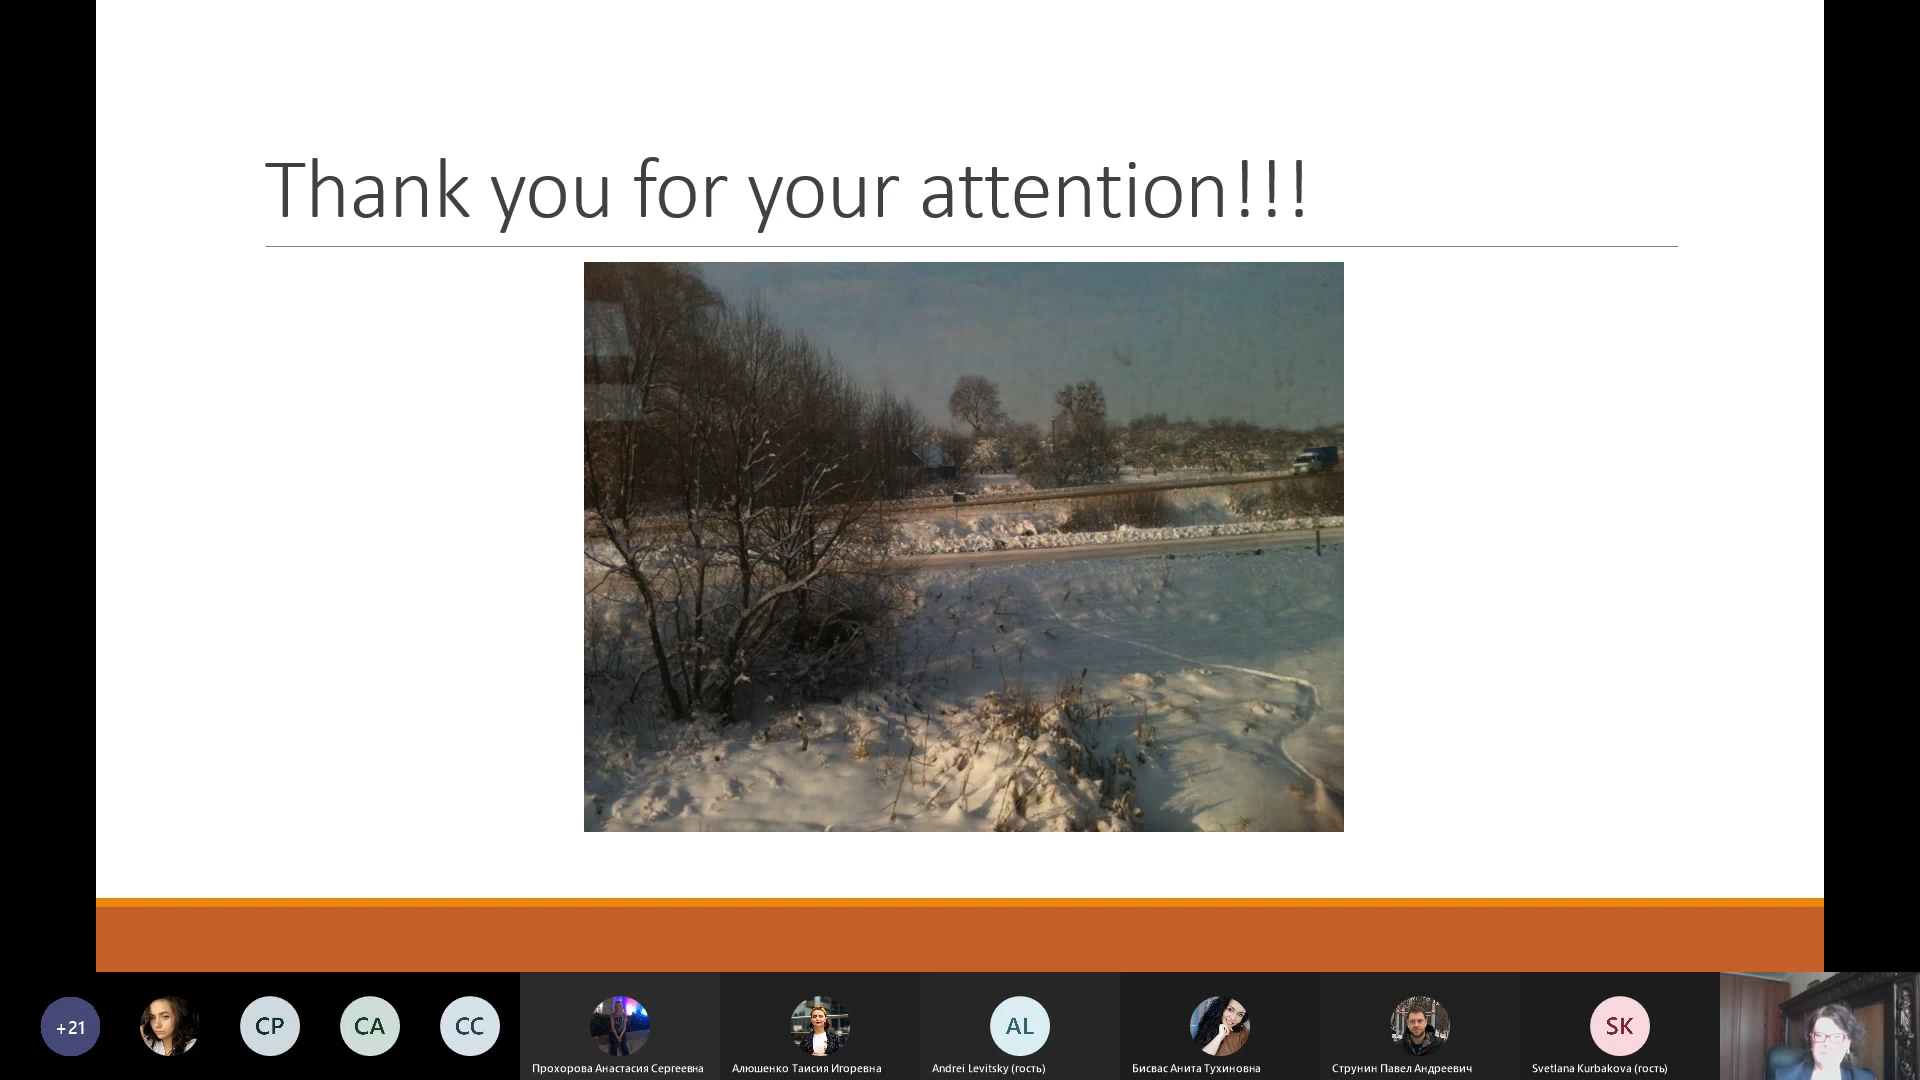 Thank you for your attention!!!
+21
CP
CA
CC
AL
SK
Прохорова Анастасия Сергеевна
Алюшенко Таисия Игоревна
Andrei Levitsky (гость)
Бисвас Анита Тухиновна
Струнин Павел Андреевич
Svetlana Kurbakova (гость)